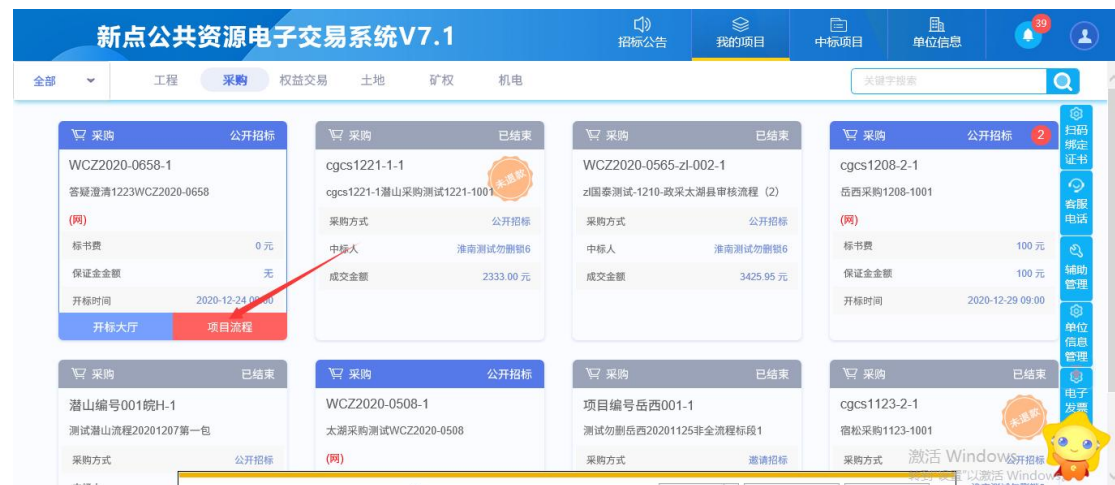 新点公共资源电子交易系统V7.1
招标公告
我的项目
中标项目
单位信息
39
全部
工程
采购
权益交易
土地
矿权
机电
关键字搜索
采购 公开招标
WCZ2020-0658-1
答疑澄清1223WCZ2020-0658
(网)
标书费 0 元
保证金金额 无
开标时间 2020-12-24 09:00
开标大厅 项目流程
采购 已结束
cgcs1221-1-1
cgcs1221-1潜山采购测试1221-1001
未退款
采购方式 公开招标
中标人 淮南测试勿删锁6
成交金额 2333.00 元
采购 已结束
WCZ2020-0565-zl-002-1
zl国泰测试-1210-政采太湖县审核流程（2）
采购方式 公开招标
中标人 淮南测试勿删锁6
成交金额 3425.95 元
采购 公开招标 2
cgcs1208-2-1
岳西采购1208-1001
(网)
标书费 100 元
保证金金额 100 元
开标时间 2020-12-29 09:00
扫码
绑定
证书
客服
电话
辅助
管理
单位
信息
管理
电子
发票
采购 已结束
潜山编号001皖H-1
测试潜山流程20201207第一包
采购方式 公开招标
采购 公开招标
WCZ2020-0508-1
太湖采购测试WCZ2020-0508
(网)
采购 已结束
项目编号岳西001-1
测试勿删岳西20201125非全流程标段1
采购方式 邀请招标
采购 已结束
cgcs1123-2-1
宿松采购1123-1001
未退款
采购方式 公开招标
激活 Windows
转到"设置"以激活 Windows